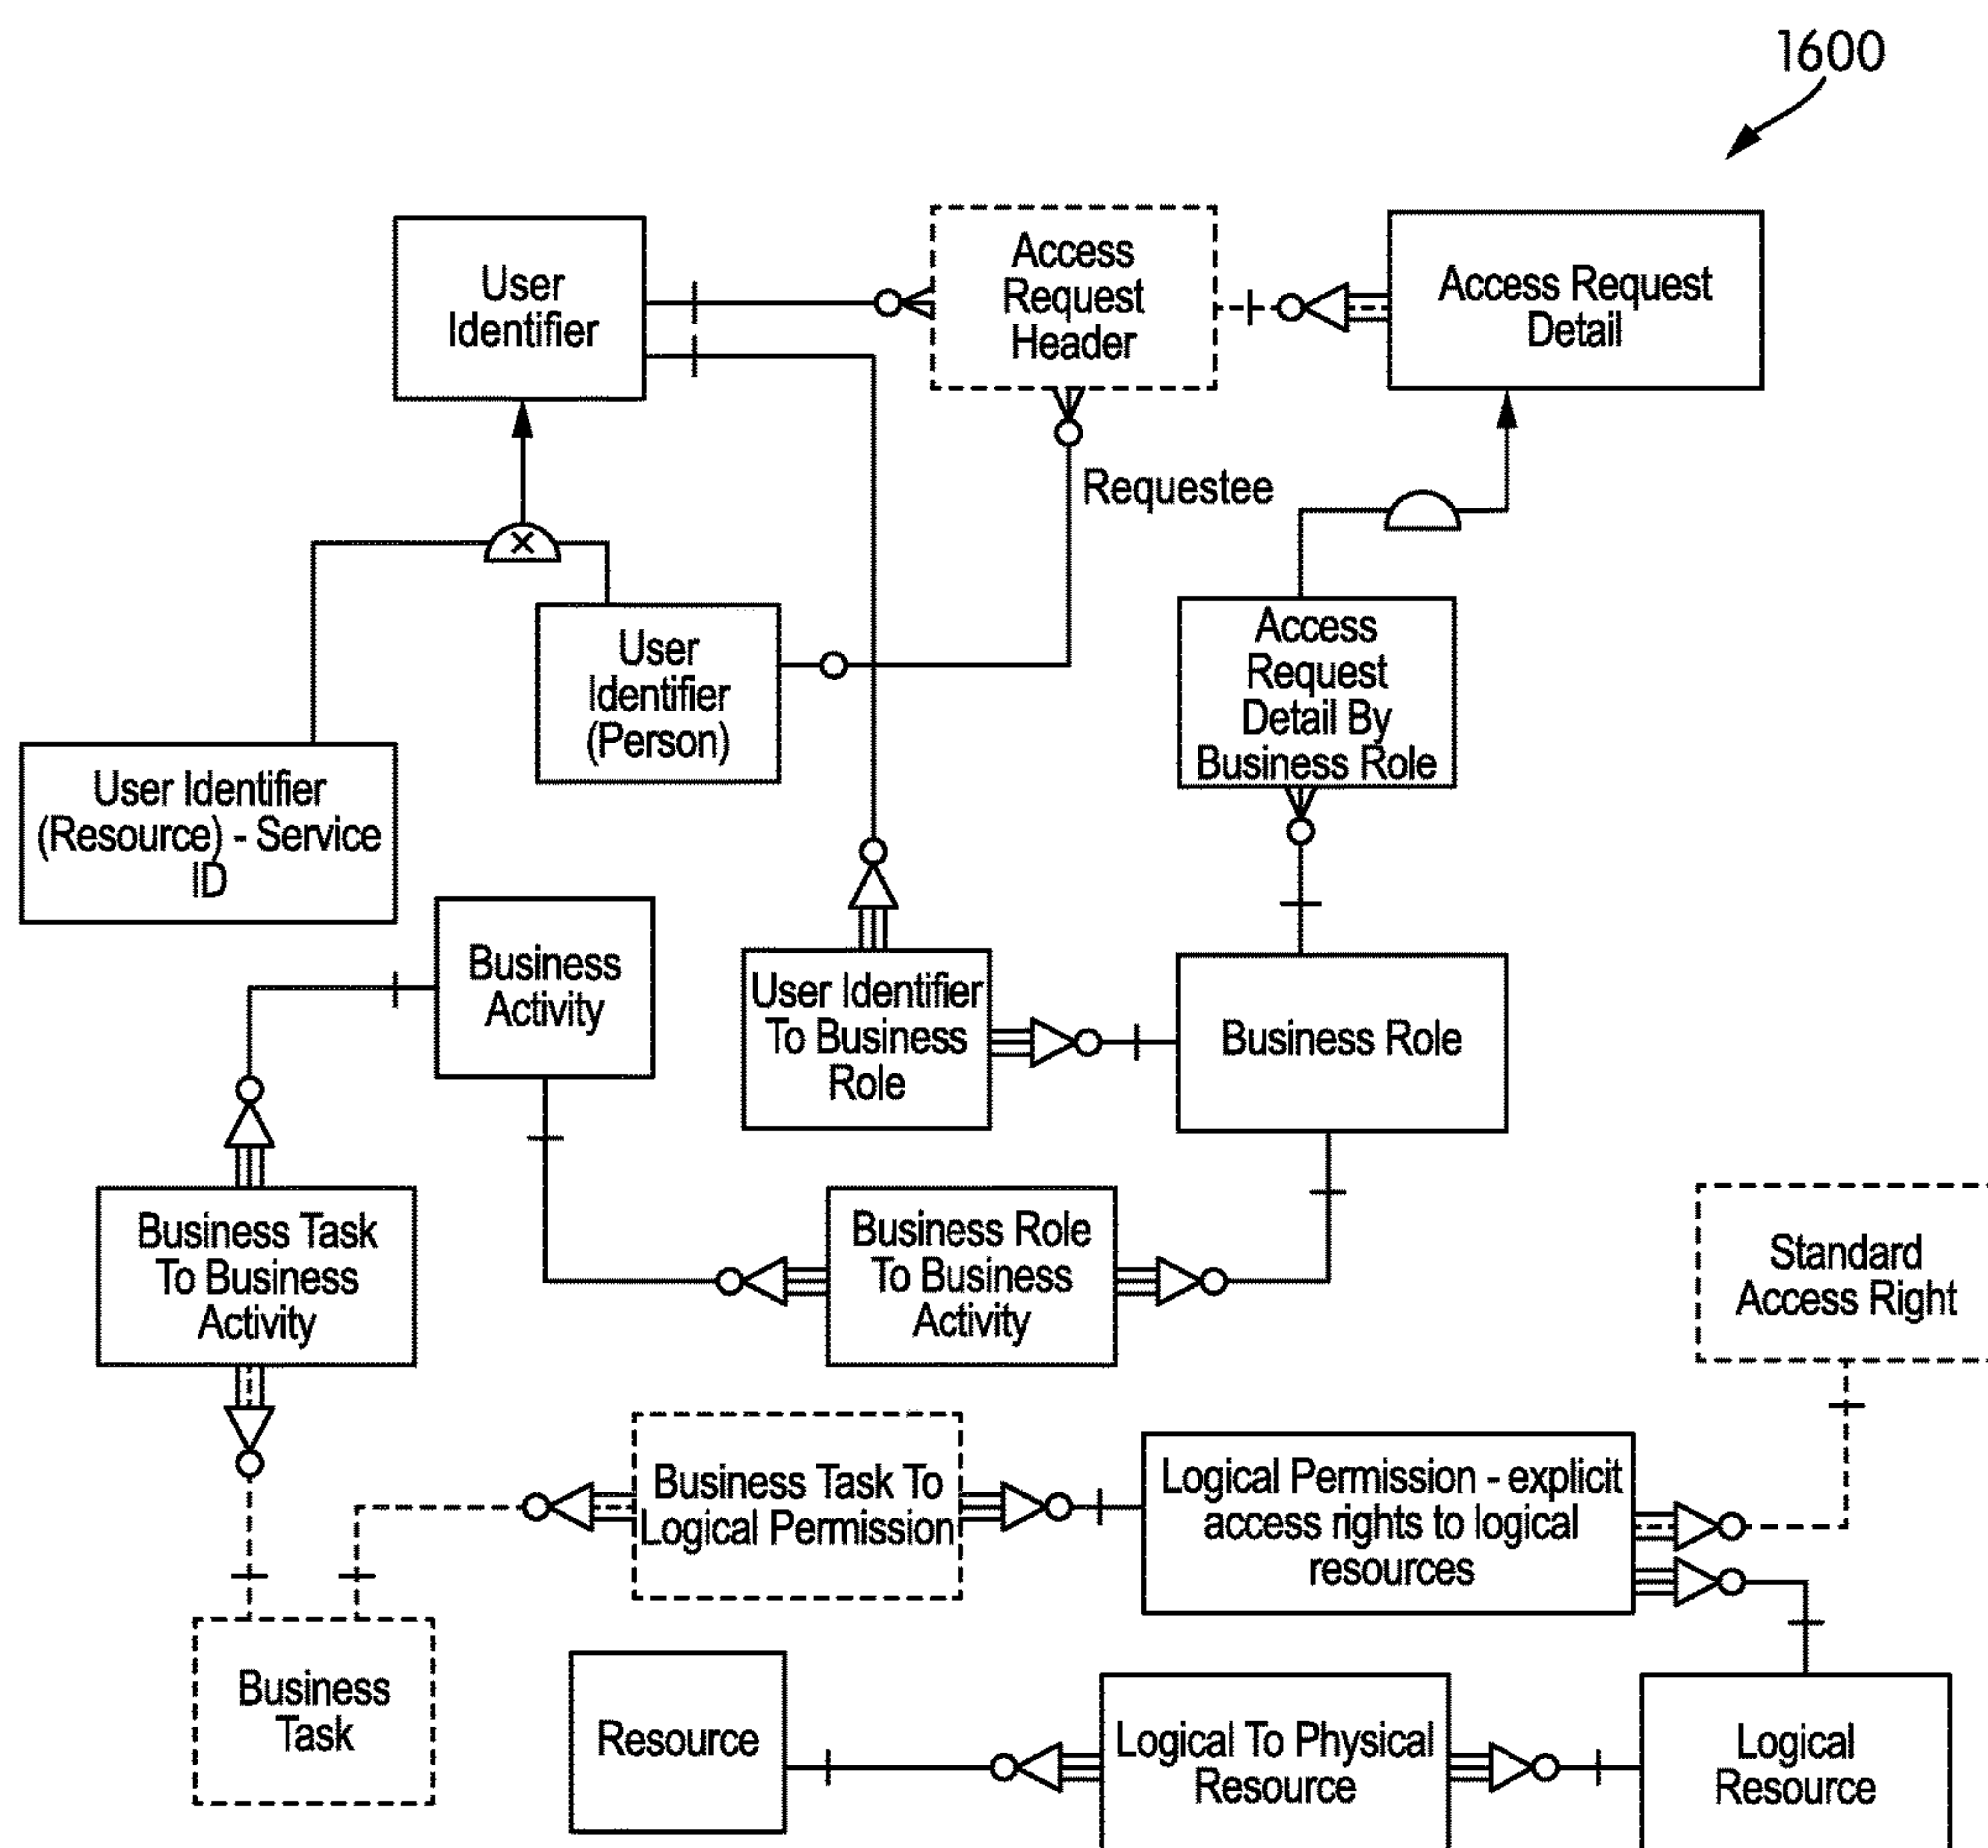 1600
User
Identifier
Access
Request
Header
Access Request
Detail
Requestee
User
Identifier
(Person)
Access
Request
Detail By
Business Role
User Identifier
(Resource) - Service
ID
Business
Activity
User Identifier
To Business
Role
Business Role
Business Task
To Business
Activity
Business Role
To Business
Activity
Standard
Access Right
Business Task To
Logical Permission
Logical Permission - explicit
access rights to logical
resources
Business
Task
Resource
Logical To Physical
Resource
Logical
Resource